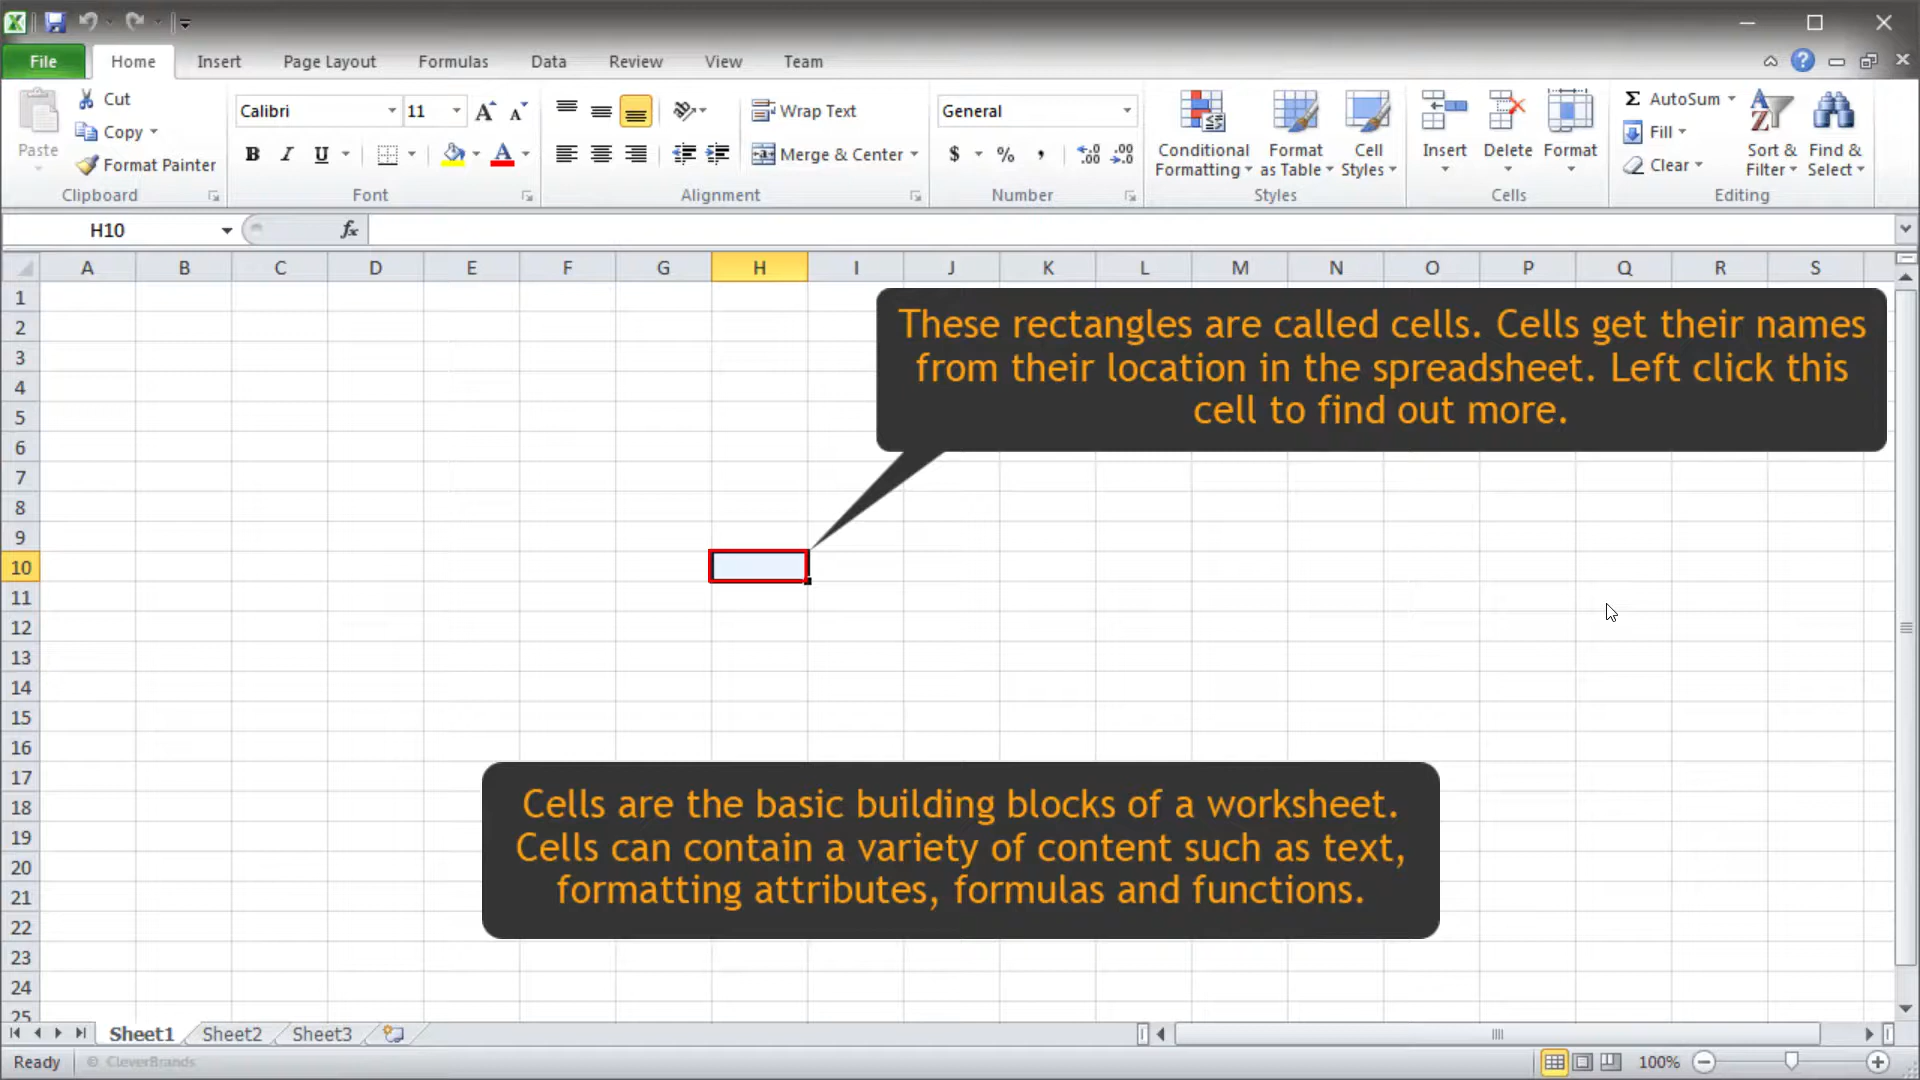 File Home Insert Page Layout Formulas Data Review View Team
Paste
Cut
Copy
Format Painter
Clipboard
Calibri 11
B I U A
Font
Wrap Text
Merge & Center
Alignment
General
$ % , .0 .00 .00 .0
Number
Conditional Formatting
Format as Table
Cell Styles
Styles
Insert
Delete
Format
Cells
Σ AutoSum
Fill
Clear
Sort & Filter
Find & Select
Editing
H10 fx
A B C D E F G H I J K L M N O P Q R S
1
2
3
4
5
6
7
8
9
10
11
12
13
14
15
16
17
18
19
20
21
22
23
24
25
These rectangles are called cells. Cells get their names
from their location in the spreadsheet. Left click this
cell to find out more.
Cells are the basic building blocks of a worksheet.
Cells can contain a variety of content such as text,
formatting attributes, formulas and functions.
Sheet1 Sheet2 Sheet3
Ready © CleverBrands 100%